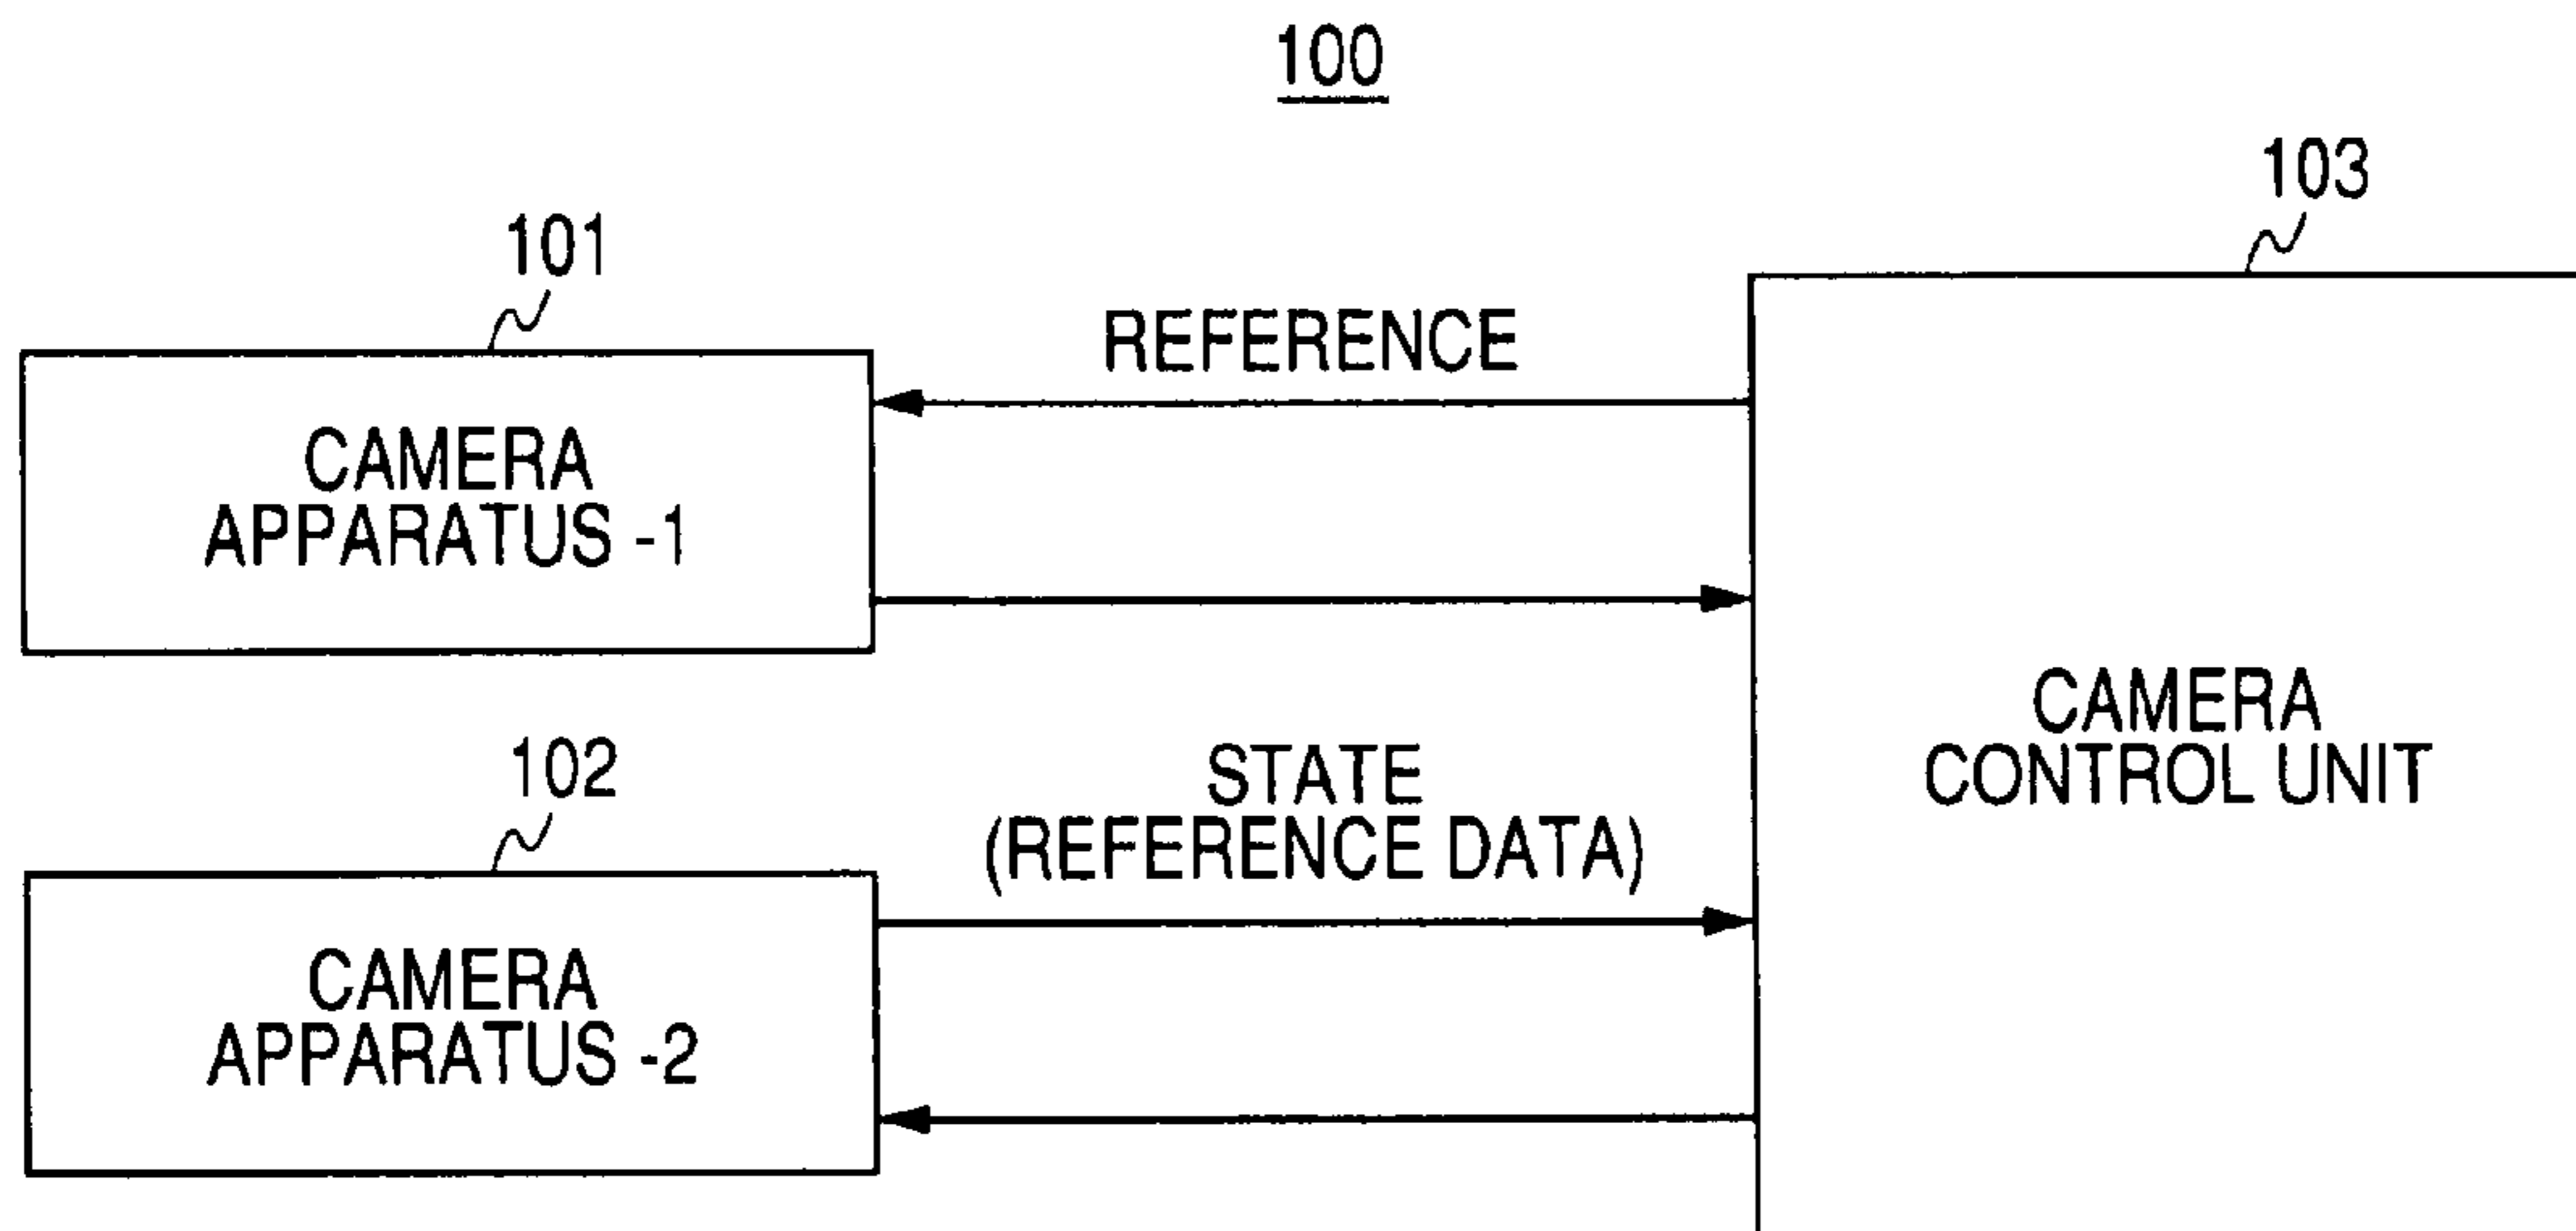 100
103
101
REFERENCE
CAMERA
APPARATUS -1
CAMERA
CONTROL UNIT
102
STATE
(REFERENCE DATA)
CAMERA
APPARATUS -2